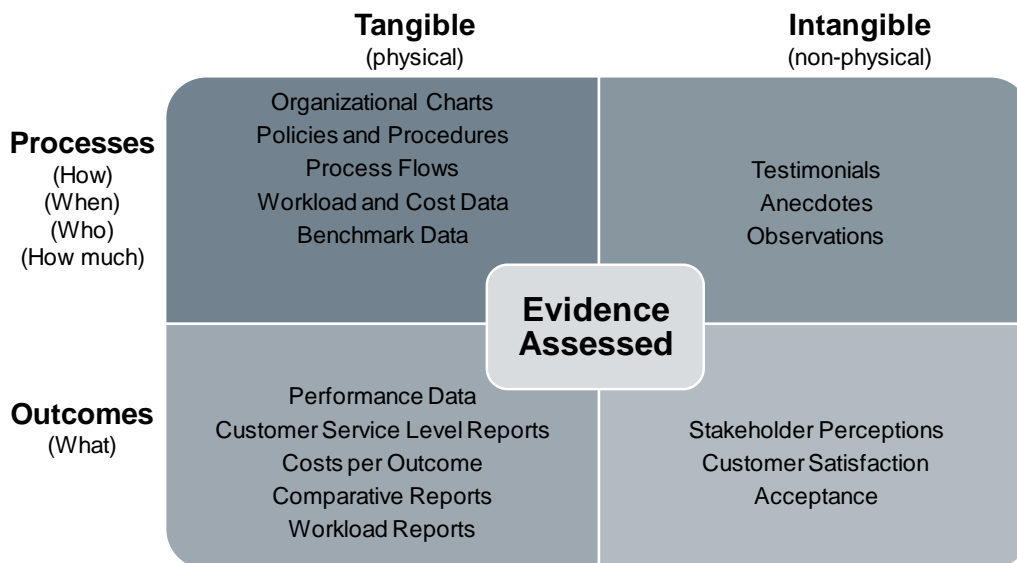 Tangible
(physical)
Intangible
(non-physical)
Processes
(How)
(When)
(Who)
(How much)
Organizational Charts
Policies and Procedures
Process Flows
Workload and Cost Data
Benchmark Data
Testimonials
Anecdotes
Observations
Evidence
Assessed
Outcomes
(What)
Performance Data
Customer Service Level Reports
Costs per Outcome
Comparative Reports
Workload Reports
Stakeholder Perceptions
Customer Satisfaction
Acceptance